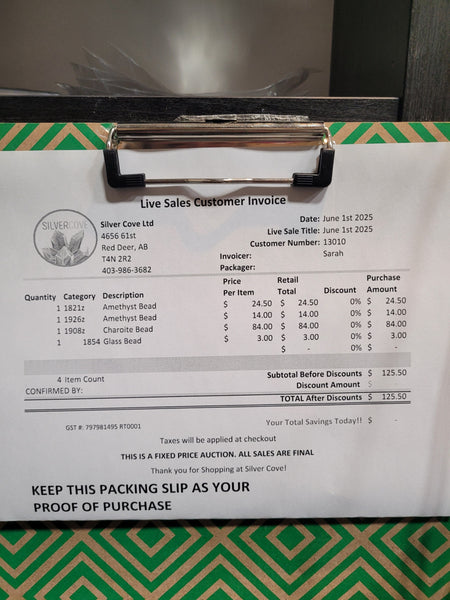 Live Sales Customer Invoice
SILVERCOVE
Silver Cove Ltd
4656 61st
Red Deer, AB
T4N 2R2
403-986-3682
Date: June 1st 2025
Live Sale Title: June 1st 2025
Customer Number: 13010
Invoicer: Sarah
Packager:
Quantity Category Description Price Per Item Retail Total Discount Purchase Amount
1 1821z Amethyst Bead $ 24.50 $ 24.50 0% $ 24.50
1 1926z Amethyst Bead $ 14.00 $ 14.00 0% $ 14.00
1 1908z Charoite Bead $ 84.00 $ 84.00 0% $ 84.00
1 1854 Glass Bead $ 3.00 $ 3.00 0% $ 3.00
$ - 0% $ -
4 Item Count
Subtotal Before Discounts $ 125.50
Discount Amount $ -
CONFIRMED BY:
TOTAL After Discounts $ 125.50
GST #: 797981495 RT0001
Your Total Savings Today!! $ -
Taxes will be applied at checkout
THIS IS A FIXED PRICE AUCTION. ALL SALES ARE FINAL
Thank you for Shopping at Silver Cove!
KEEP THIS PACKING SLIP AS YOUR
PROOF OF PURCHASE